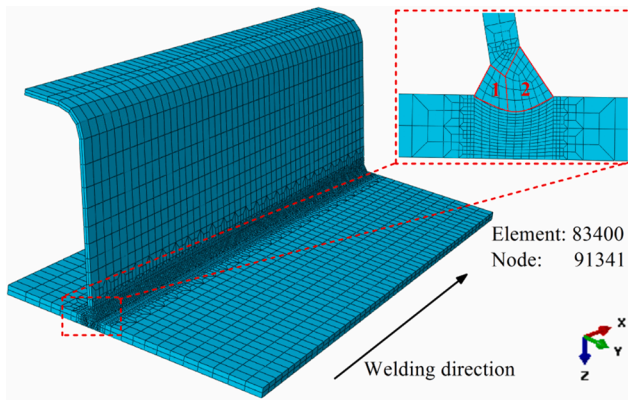 1 2
Element: 83400
Node: 91341
Welding direction
X
Y
Z